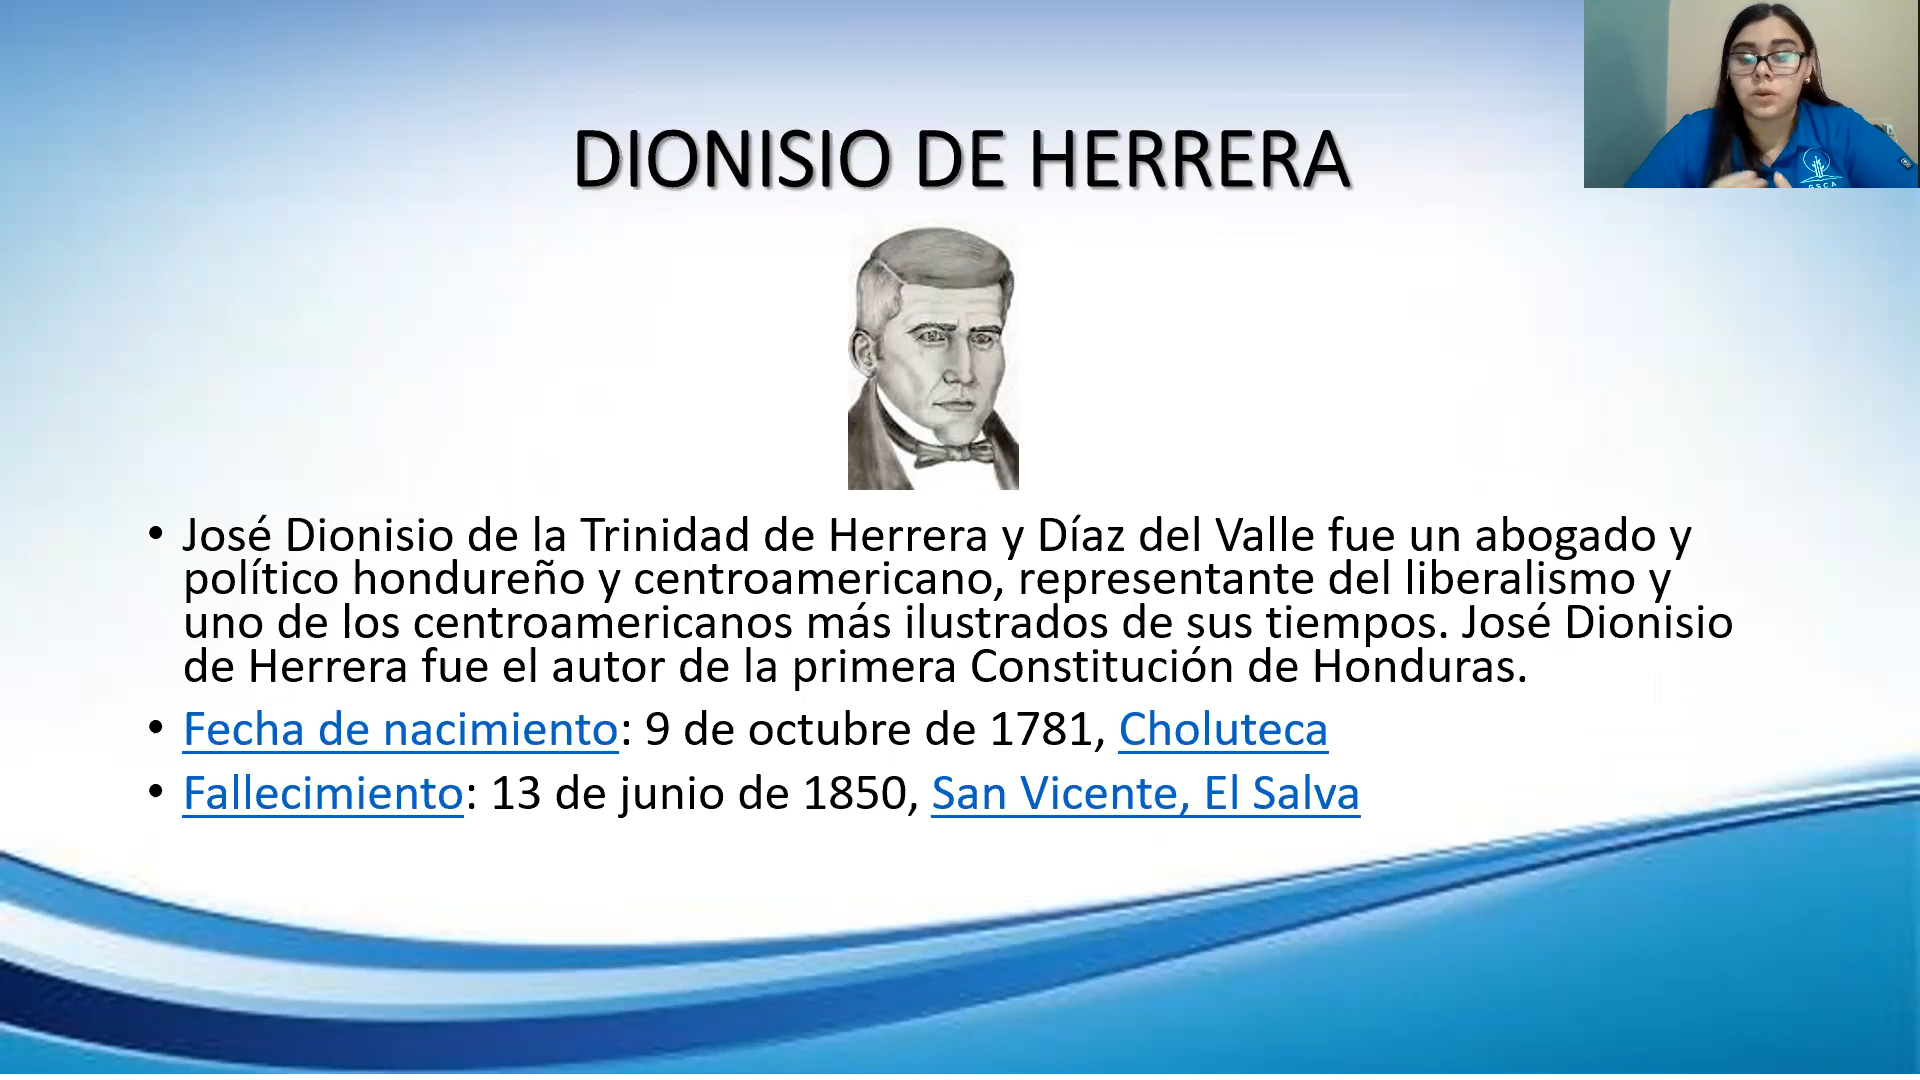 DIONISIO DE HERRERA
• José Dionisio de la Trinidad de Herrera y Díaz del Valle fue un abogado y
político hondureño y centroamericano, representante del liberalismo y
uno de los centroamericanos más ilustrados de sus tiempos. José Dionisio
de Herrera fue el autor de la primera Constitución de Honduras.
• Fecha de nacimiento: 9 de octubre de 1781, Choluteca
• Fallecimiento: 13 de junio de 1850, San Vicente, El Salva